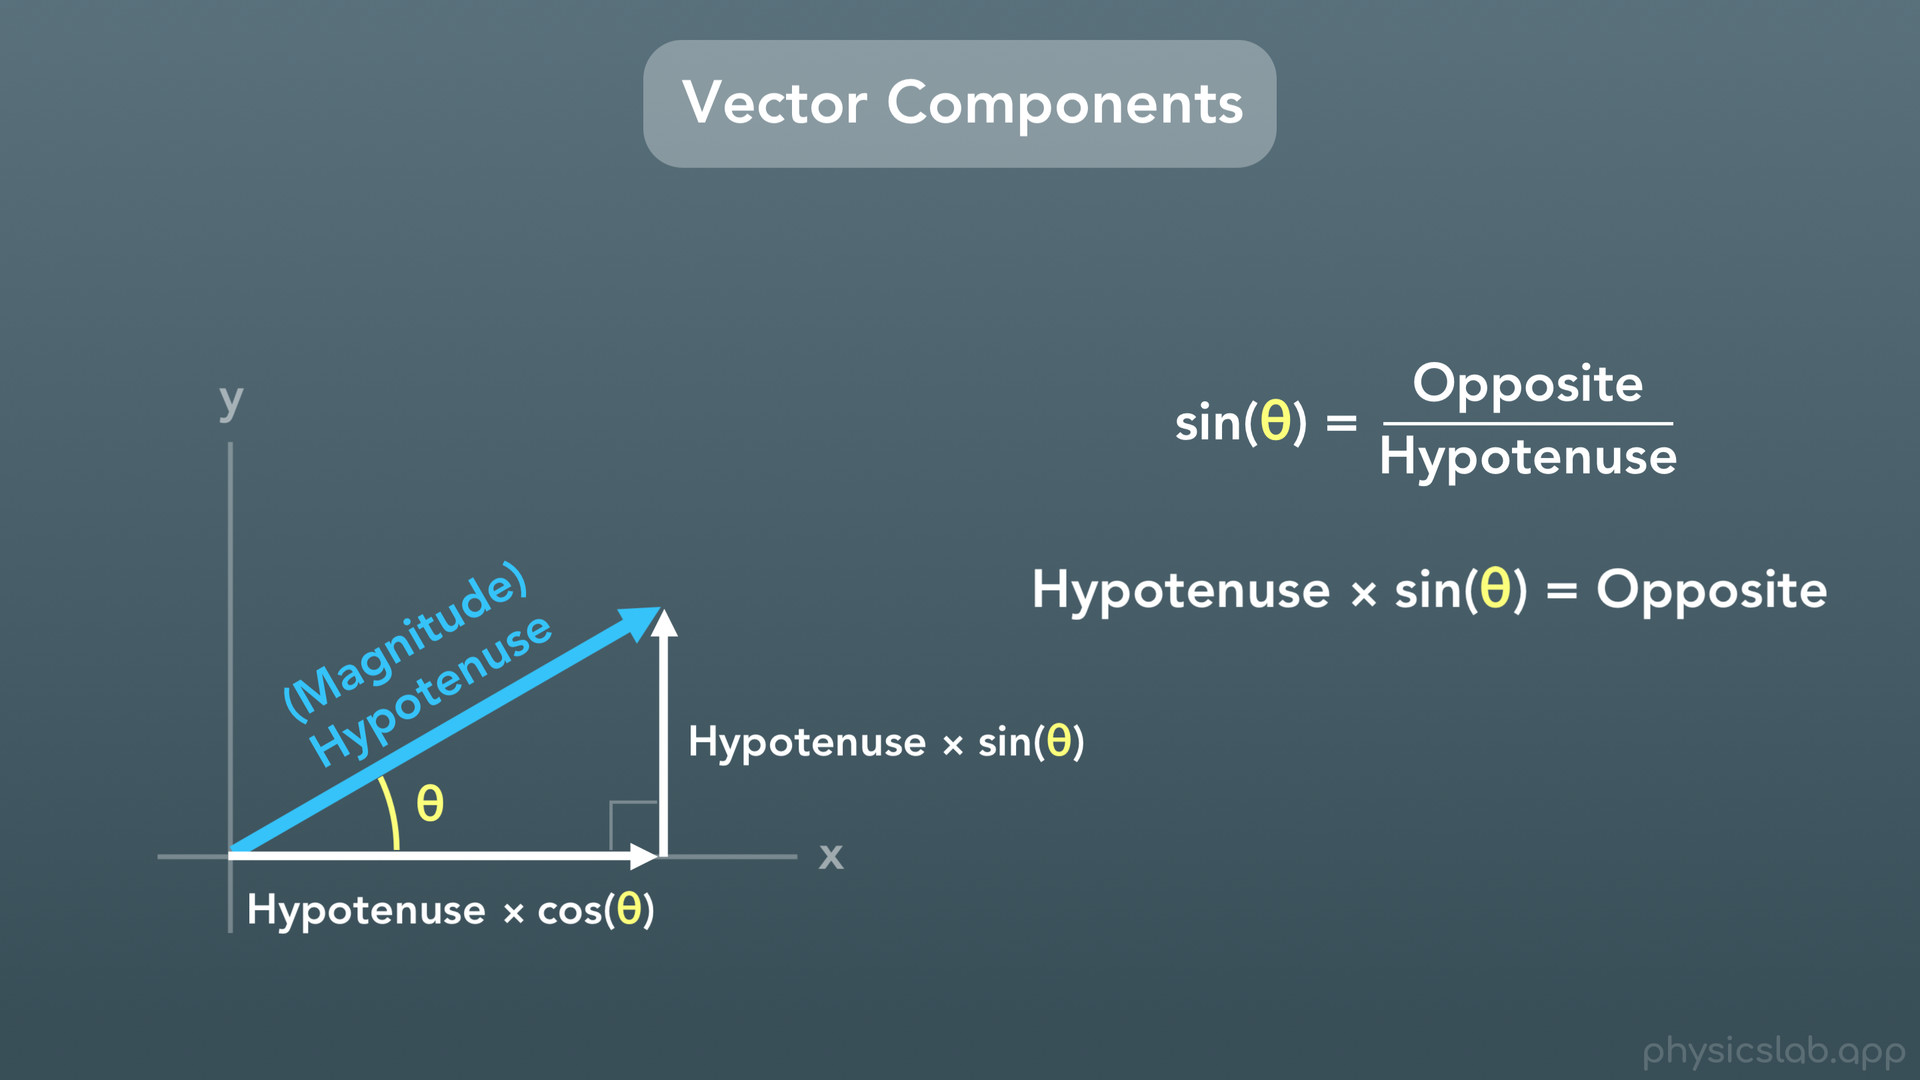 Vector Components
y
(Magnitude)
Hypotenuse
θ
x
Hypotenuse × cos(θ)
Hypotenuse × sin(θ)
sin(θ) = Opposite
Hypotenuse
Hypotenuse × sin(θ) = Opposite
physicslab.app